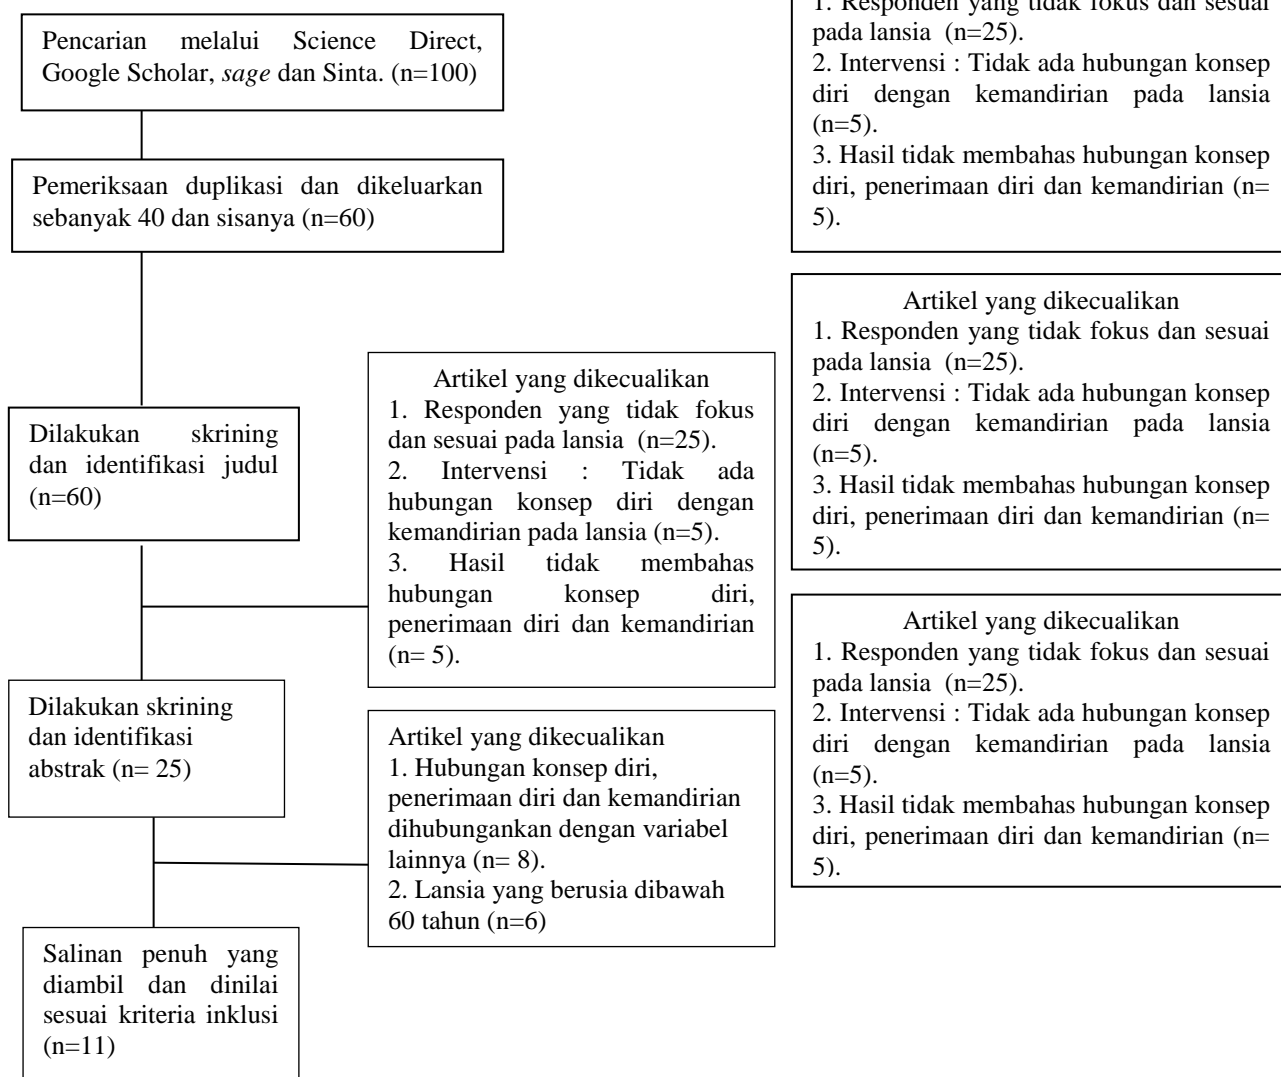 Pencarian melalui Science Direct,
Google Scholar, sage dan Sinta. (n=100)
Pemeriksaan duplikasi dan dikeluarkan
sebanyak 40 dan sisanya (n=60)
Dilakukan skrining
dan identifikasi judul
(n=60)
Artikel yang dikecualikan
1. Responden yang tidak fokus
dan sesuai pada lansia (n=25).
2. Intervensi : Tidak ada
hubungan konsep diri dengan
kemandirian pada lansia (n=5).
3. Hasil tidak membahas
hubungan konsep diri,
penerimaan diri dan kemandirian
(n= 5).
Dilakukan skrining
dan identifikasi
abstrak (n= 25)
Artikel yang dikecualikan
1. Hubungan konsep diri,
penerimaan diri dan kemandirian
dihubungankan dengan variabel
lainnya (n= 8).
2. Lansia yang berusia dibawah
60 tahun (n=6)
Salinan penuh yang
diambil dan dinilai
sesuai kriteria inklusi
(n=11)
1. Responden yang tidak fokus dan sesuai
pada lansia (n=25).
2. Intervensi : Tidak ada hubungan konsep
diri dengan kemandirian pada lansia
(n=5).
3. Hasil tidak membahas hubungan konsep
diri, penerimaan diri dan kemandirian (n=
5).
Artikel yang dikecualikan
1. Responden yang tidak fokus dan sesuai
pada lansia (n=25).
2. Intervensi : Tidak ada hubungan konsep
diri dengan kemandirian pada lansia
(n=5).
3. Hasil tidak membahas hubungan konsep
diri, penerimaan diri dan kemandirian (n=
5).
Artikel yang dikecualikan
1. Responden yang tidak fokus dan sesuai
pada lansia (n=25).
2. Intervensi : Tidak ada hubungan konsep
diri dengan kemandirian pada lansia
(n=5).
3. Hasil tidak membahas hubungan konsep
diri, penerimaan diri dan kemandirian (n=
5).